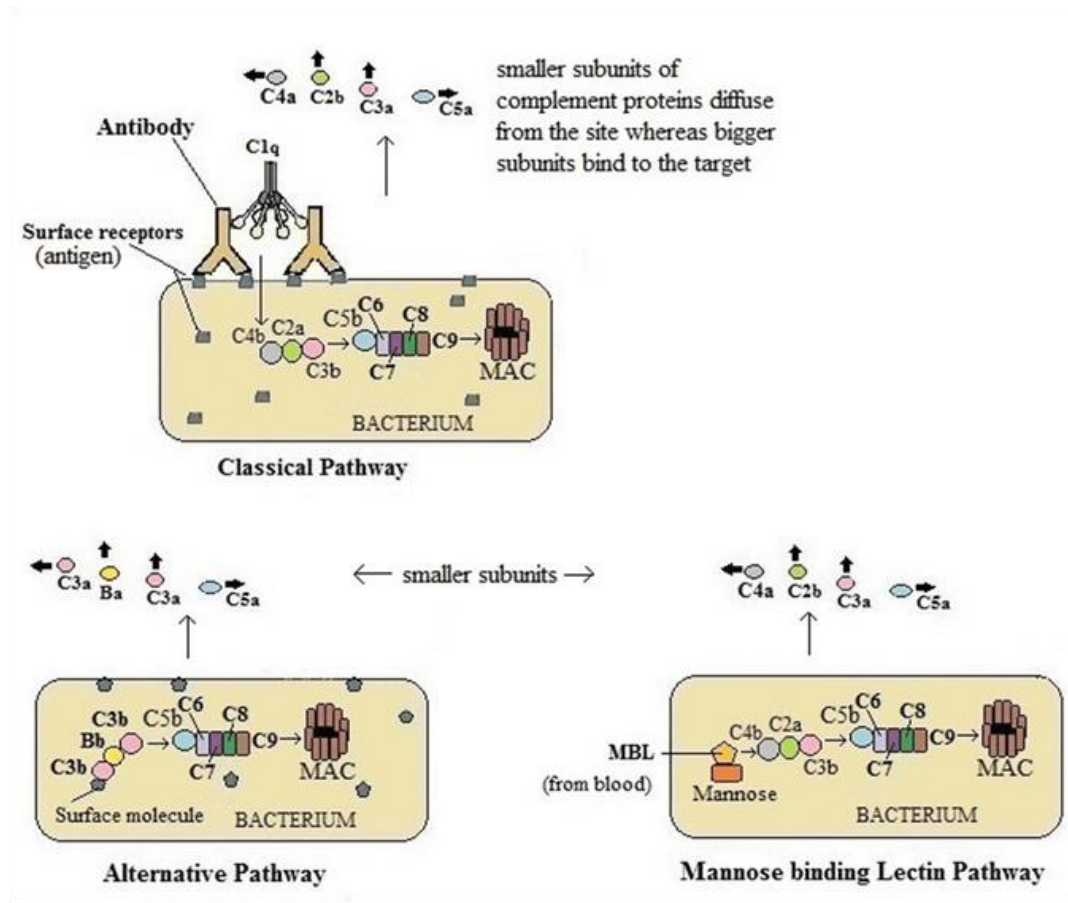 C4a
C2b
C3a
C5a
smaller subunits of
complement proteins diffuse
from the site whereas bigger
subunits bind to the target
Antibody
C1q
Surface receptors
(antigen)
C4b
C2a
C3b
C5b
C6
C7
C8
C9
MAC
BACTERIUM
Classical Pathway
C3a
Ba
C3a
C5a
smaller subunits
C4a
C2b
C3a
C5a
C3b
Bb
C3b
C5b
C6
C7
C8
C9
MAC
Surface molecule
BACTERIUM
Alternative Pathway
MBL
(from blood)
Mannose
C4b
C2a
C3b
C5b
C6
C7
C8
C9
MAC
BACTERIUM
Mannose binding Lectin Pathway